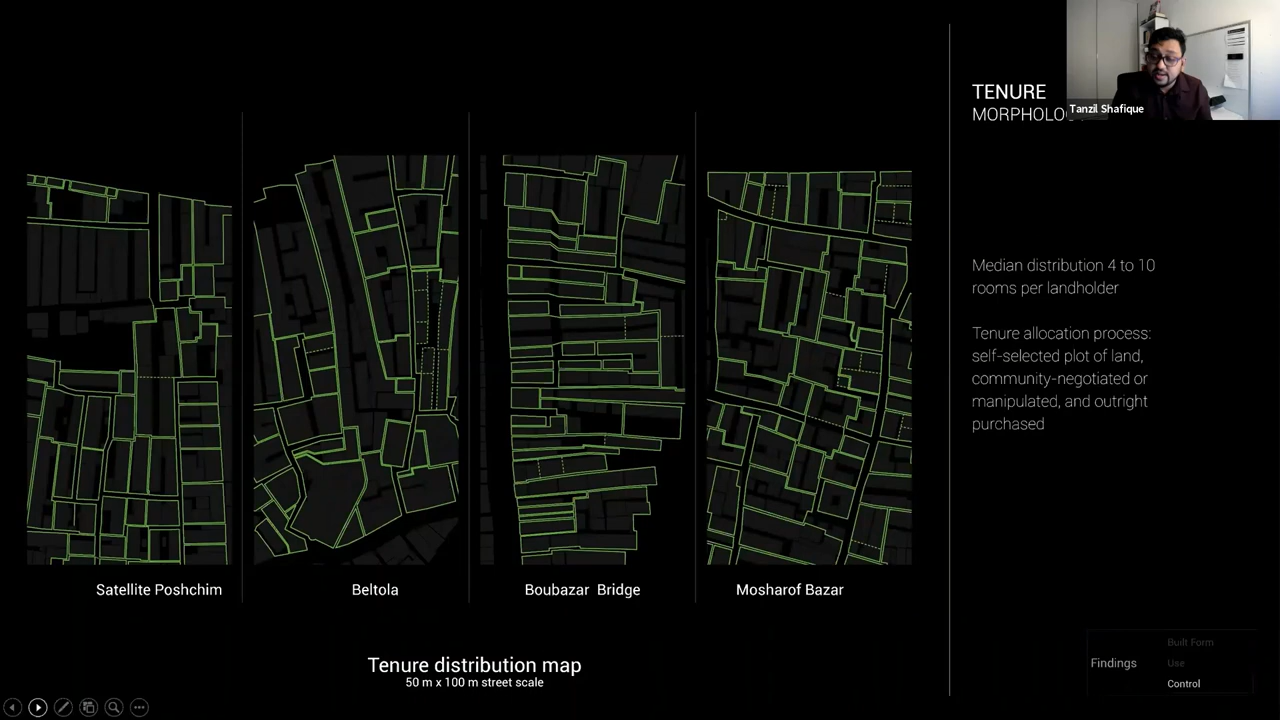 TENURE
MORPHOLO
Tanzil Shafique
Median distribution 4 to 10
rooms per landholder
Tenure allocation process:
self-selected plot of land,
community-negotiated or
manipulated, and outright
purchased
Satellite Poshchim
Beltola
Boubazar Bridge
Mosharof Bazar
Tenure distribution map
50 m x 100 m street scale
Findings
Built Form
Use
Control